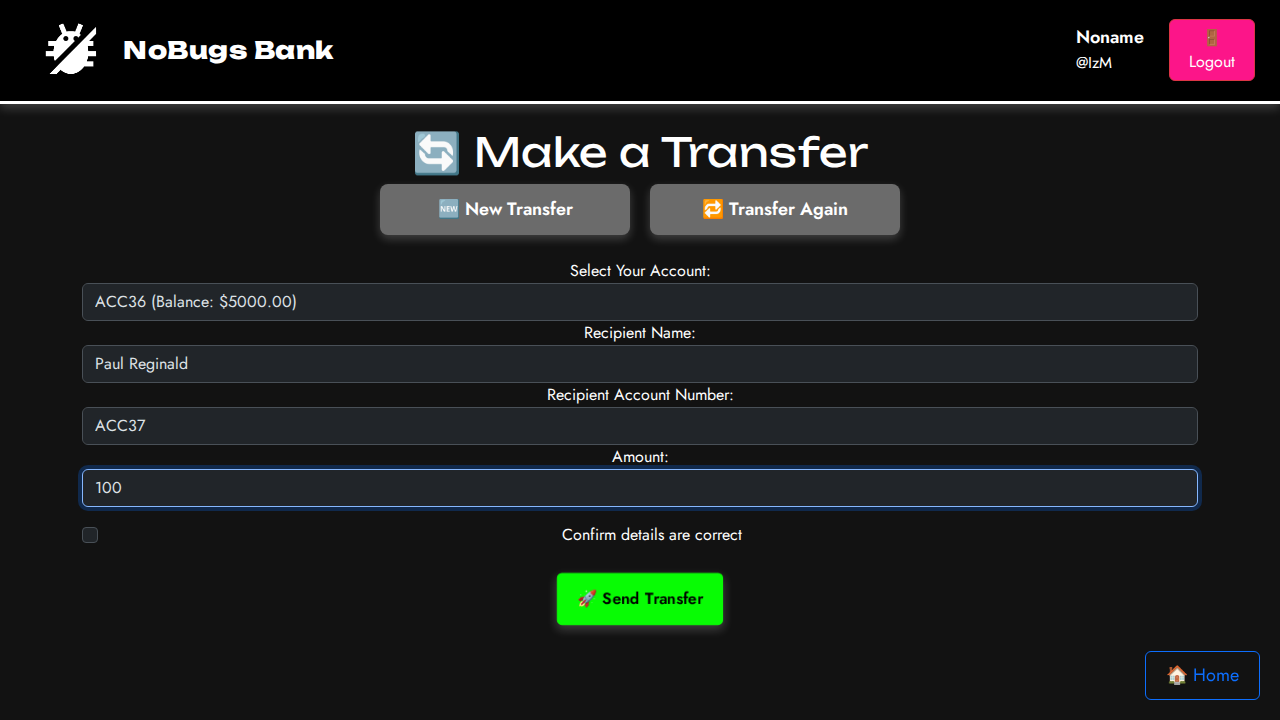 NoBugs Bank
Noname
@IzM
Logout
Make a Transfer
New Transfer
Transfer Again
Select Your Account:
ACC36 (Balance: $5000.00)
Recipient Name:
Paul Reginald
Recipient Account Number:
ACC37
Amount:
100
Confirm details are correct
Send Transfer
Home